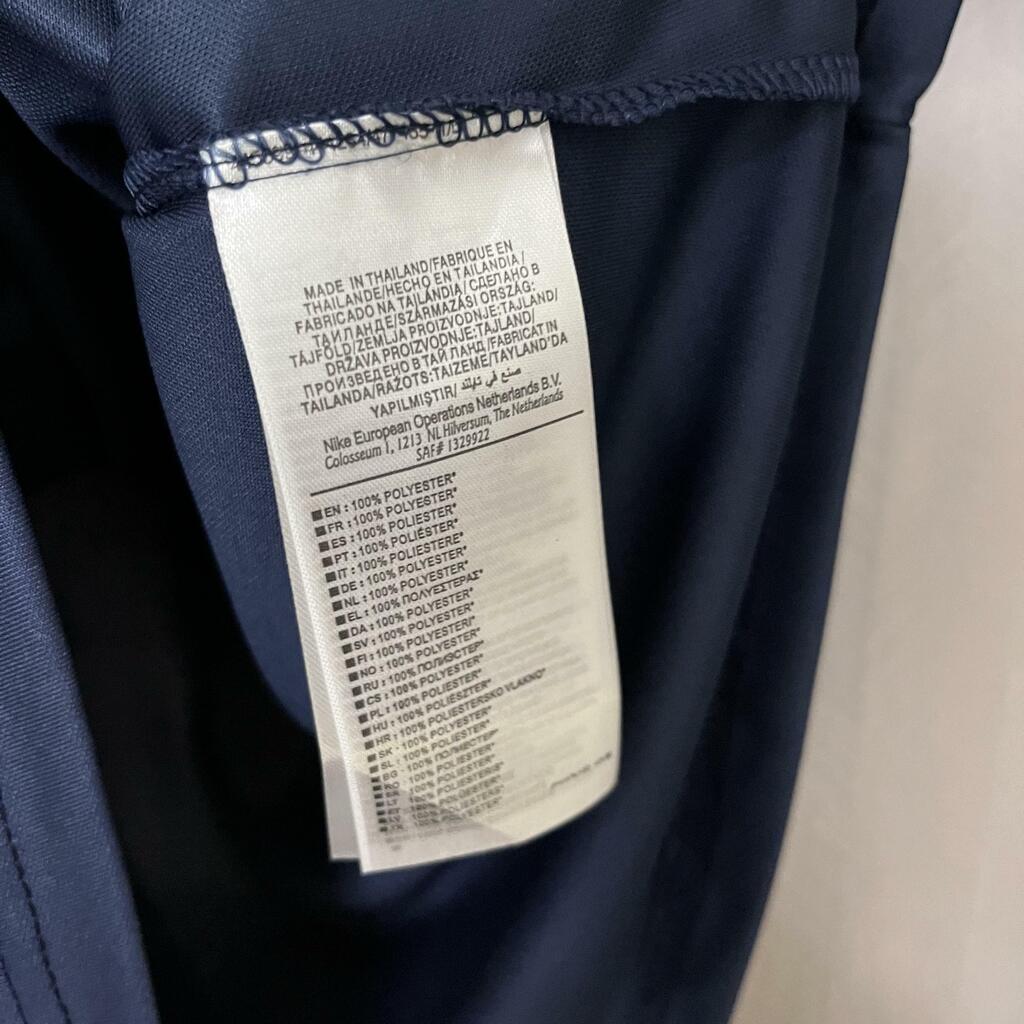 MADE IN THAILAND/FABRIQUE EN
THAILANDE/HECHO EN TAILANDIA/
FABRICADO NA TAILÂNDIA/СДЕЛАНО В
ТАИЛАНДЕ/SZÁRMAZÁSI ORSZÁG:
TÁJFÖLD/ZEMLJA PROIZVODNJE:TAJLAND/
DRŽAVA PROIZVODNJE:TAJLAND/
ПРОИЗВЕДЕНО В ТАЙЛАНД/FABRICAT IN
TAILANDA/RAŽOTS:TAIZEME/TAYLAND'DA
YAPILMIŞTIR/ صنع في تايلند
Nike European Operations Netherlands B.V.
Colosseum 1, 1213 NL Hilversum, The Netherlands
SAF# 1329922
EN : 100% POLYESTER*
FR : 100% POLYESTER*
ES : 100% POLIÉSTER*
PT : 100% POLIÉSTER*
IT : 100% POLIESTERE*
DE : 100% POLYESTER*
NL : 100% POLYESTER*
EL : 100% ΠΟΛΥΕΣΤΕΡΑΣ*
DA : 100% POLYESTER*
SV : 100% POLYESTER*
FI : 100% POLYESTERI*
NO : 100% POLYESTER*
RU : 100% ПОЛИЭСТЕР*
CS : 100% POLYESTER*
PL : 100% POLIESTER*
HU : 100% POLIÉSZTER*
HR : 100% POLIESTERSKO VLAKNO*
SK : 100% POLYESTER*
SL : 100% POLIESTER*
BG : 100% ПОЛИЕСТЕР*
RO : 100% POLIESTER*